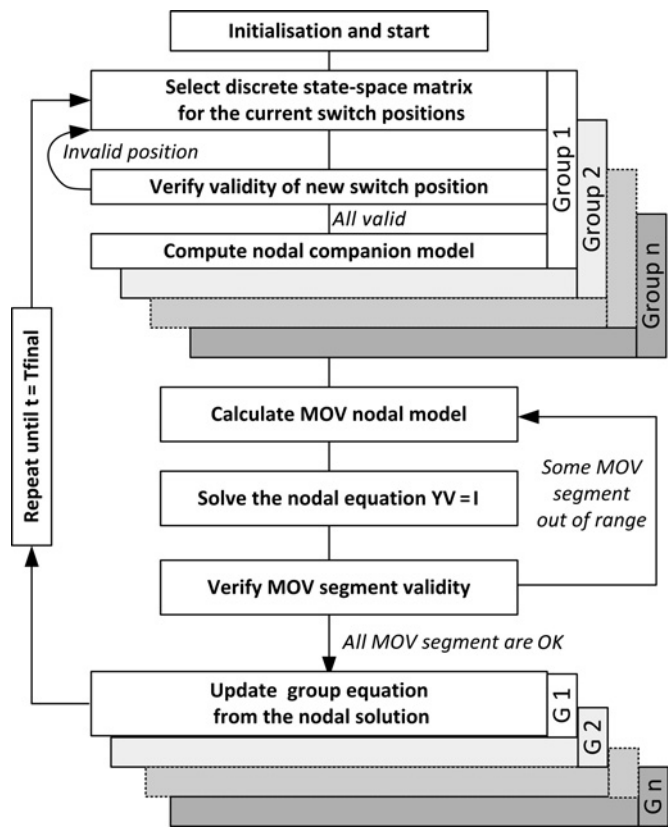 Initialisation and start
Select discrete state-space matrix
for the current switch positions
Invalid position
Verify validity of new switch position
All valid
Compute nodal companion model
Group 1
Group 2
Group n
Repeat until t = Tfinal
Calculate MOV nodal model
Solve the nodal equation YV = I
Some MOV
segment
out of range
Verify MOV segment validity
All MOV segment are OK
Update group equation
from the nodal solution
G 1
G 2
G n